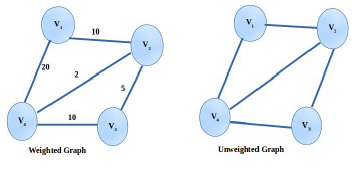 V₁
10
V₂
20
2
5
V₄
10
V₃
Weighted Graph
V₁
V₂
V₄
V₃
Unweighted Graph